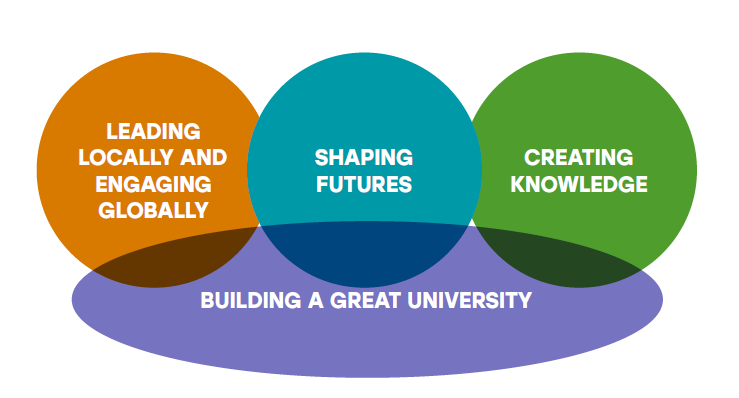 LEADING
LOCALLY AND
ENGAGING
GLOBALLY
SHAPING
FUTURES
CREATING
KNOWLEDGE
BUILDING A GREAT UNIVERSITY